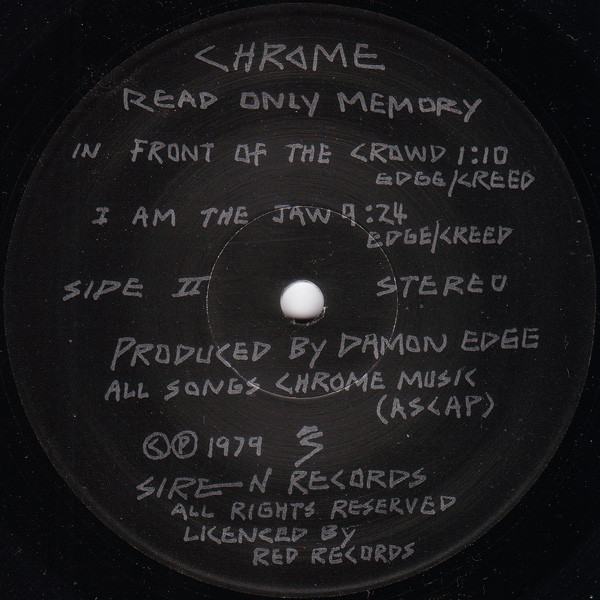 CHROME
READ ONLY MEMORY
IN FRONT OF THE CROWD 1:10
EDGE/CREED
I AM THE JAW 9:24
EDGE/CREED
SIDE II STEREO
PRODUCED BY DAMON EDGE
ALL SONGS CHROME MUSIC
(ASCAP)
©℗ 1979
SIREN RECORDS
ALL RIGHTS RESERVED
LICENCED BY
RED RECORDS